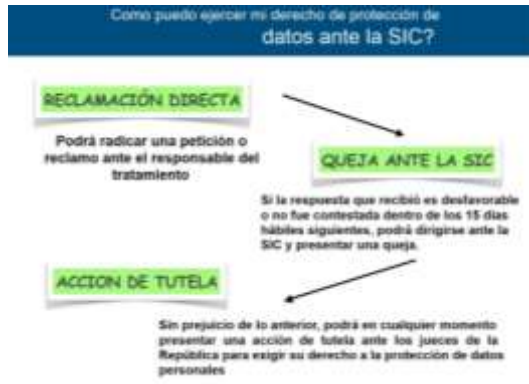 Como puedo ejercer mi derecho de protección de
datos ante la SIC?
RECLAMACIÓN DIRECTA
Podrá radicar una petición o
reclamo ante el responsable del
tratamiento
QUEJA ANTE LA SIC
Si la respuesta que recibió es desfavorable
o no fue contestada dentro de los 15 días
hábiles siguientes, podrá dirigirse ante la
SIC y presentar una queja.
ACCION DE TUTELA
Sin prejuicio de lo anterior, podrá en cualquier momento
presentar una acción de tutela ante los jueces de la
República para exigir su derecho a la protección de datos
personales